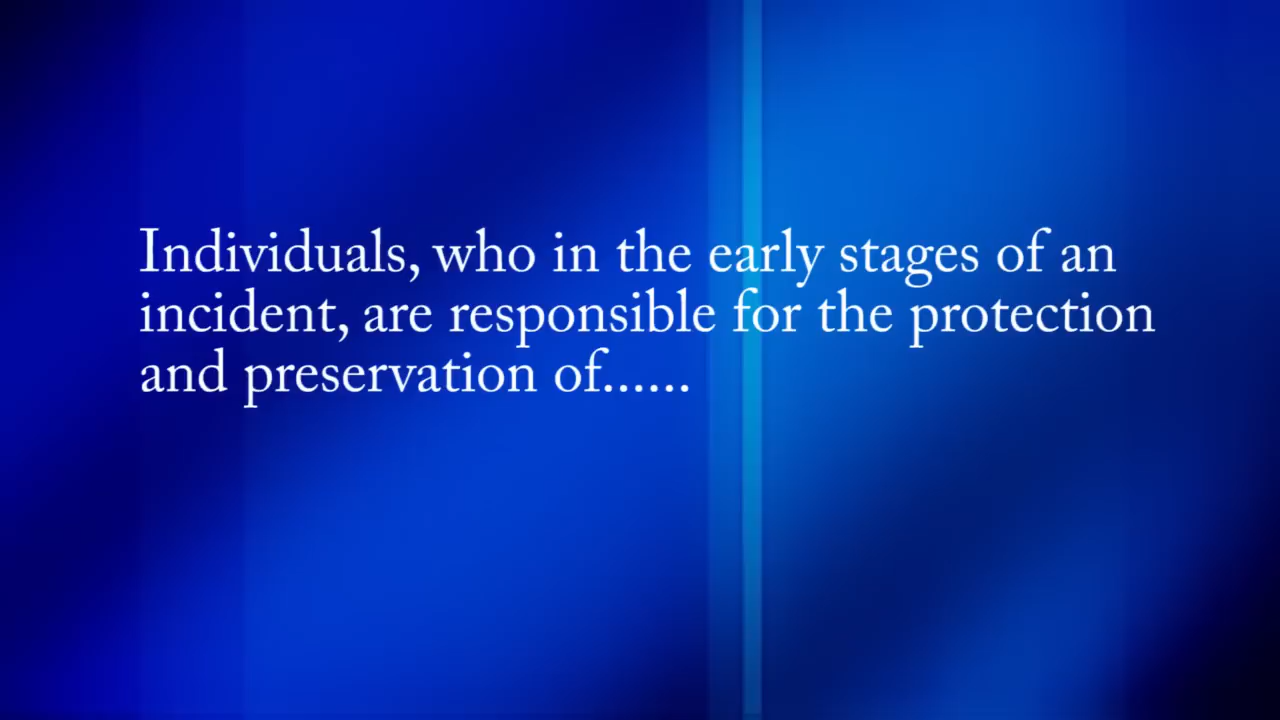 Individuals, who in the early stages of an
incident, are responsible for the protection
and preservation of......